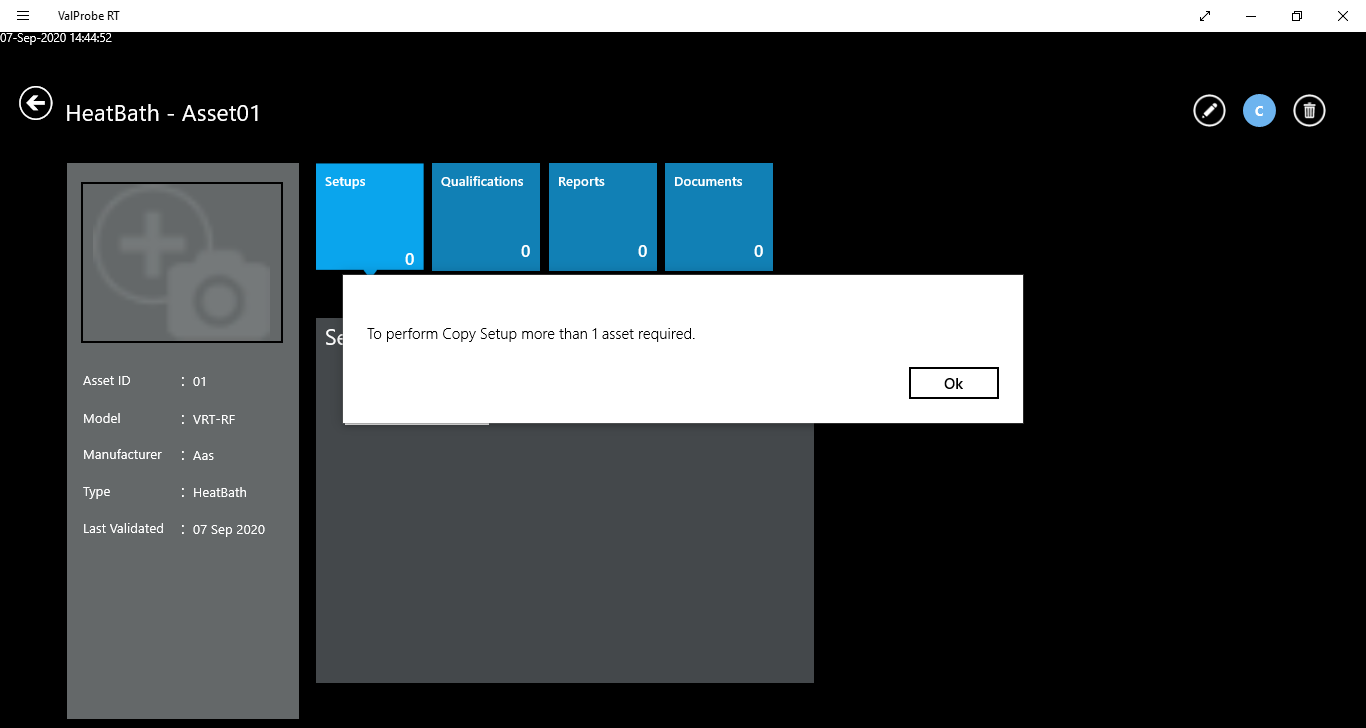 ValProbe RT
07-Sep-2020 14:44:52
HeatBath - Asset01
C
Setups
0
Qualifications
0
Reports
0
Documents
0
Se
To perform Copy Setup more than 1 asset required.
Ok
Asset ID : 01
Model : VRT-RF
Manufacturer : Aas
Type : HeatBath
Last Validated : 07 Sep 2020